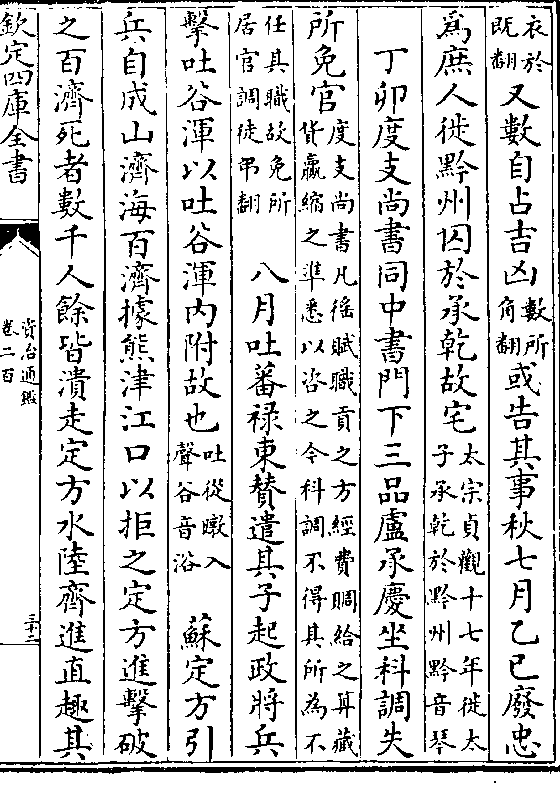 衣於既翻又數自占吉凶數所角翻或告其事秋七月乙巳廢忠
爲庶人徙黔州囚於承乾故宅太宗貞觀十七年徙太子承乾於黔州黔音琴
丁卯度支尚書同中書門下三品盧承慶坐科調失
所免官度支尚書凡徭賦職貢之方經費賙給之算藏貨贏縮之準悉以咨之今科調不得其所為不
任其職故免所居官調徒弔翻八月吐蕃祿東贊遣其子起政將兵
擊吐谷渾以吐谷渾內附故也吐從暾入聲谷音浴蘇定方引
兵自成山濟海百濟據熊津江口以拒之定方進擊破
之百濟死者數千人餘皆潰走定方水陸齊進直趣其
欽定四庫全書
資治通鑑
卷二百
三十二